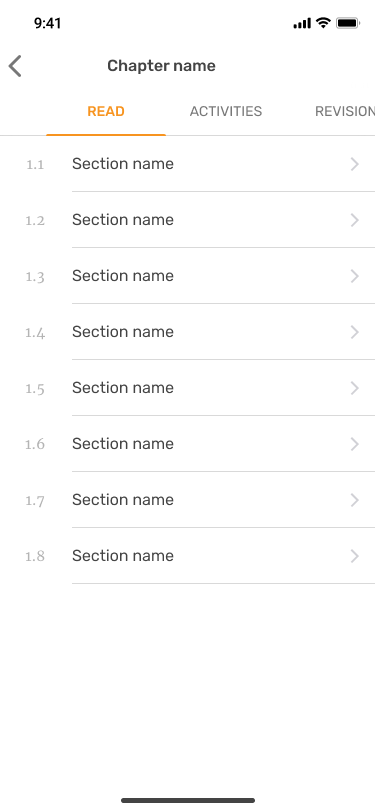 9:41
Chapter name
READ ACTIVITIES REVISION
1.1 Section name
1.2 Section name
1.3 Section name
1.4 Section name
1.5 Section name
1.6 Section name
1.7 Section name
1.8 Section name